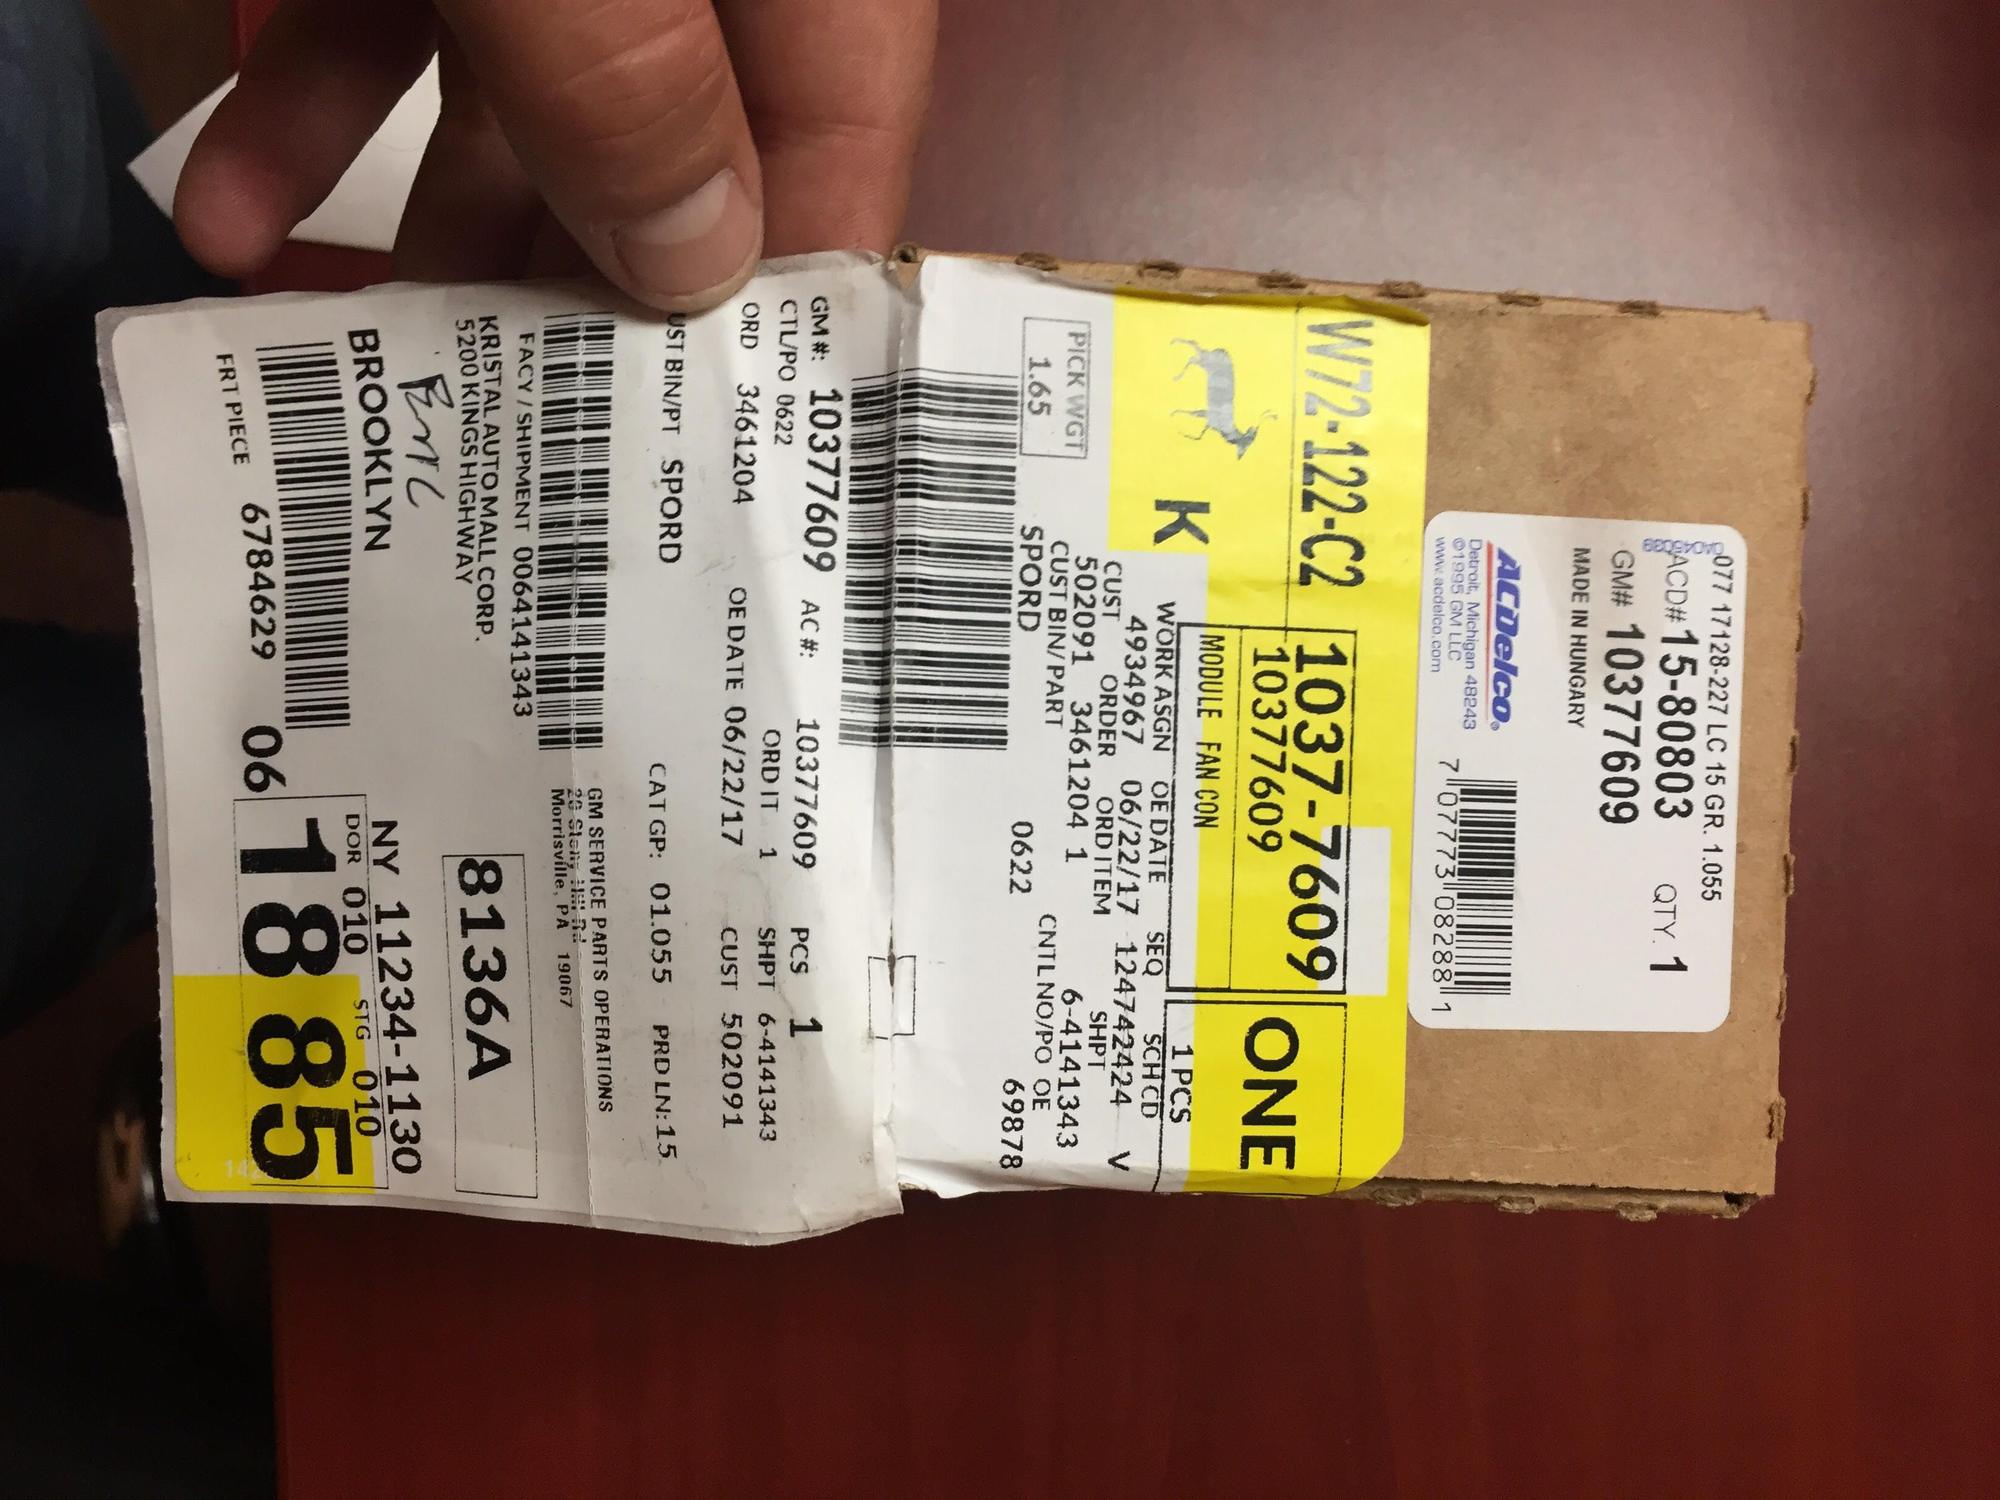 077 17128-227 LC 15 GR. 1.055
ACD# 15-80803 QTY. 1
GM# 10377609
MADE IN HUNGARY
ACDelco®
Detroit, Michigan 48243
©1995 GM LLC
www.acdelco.com
7 07773 08288 1
W72-122-C2 1037-7609 ONE
10377609
K MODULE FAN CON 1 PCS
WORK ASGN OE DATE SEQ SCH CD
4934967 06/22/17 12474 2424 V
CUST ORDER ORD ITEM SHPT
502091 3461204 1 6-4141343
CUST BIN/PART CNTL NO/PO OE
SPORD 0622 69878
PICK WGT
1.65
GM #: 10377609 AC #: 10377609 PCS 1
CTL/PO 0622 ORD IT 1 SHPT 6-4141343
ORD 3461204 OE DATE 06/22/17 CUST 502091
UST BIN/PT SPORD CAT GP: 01.055 PRD LN:15
GM SERVICE PARTS OPERATIONS
Morrisville, PA 19067
FACY / SHIPMENT 0064141343
KRISTAL AUTO MALL CORP.
5200 KINGS HIGHWAY
8136A
Eric
BROOKLYN NY 11234-1130
DOR 010 STG 010
FRT PIECE 67846629 06 1885